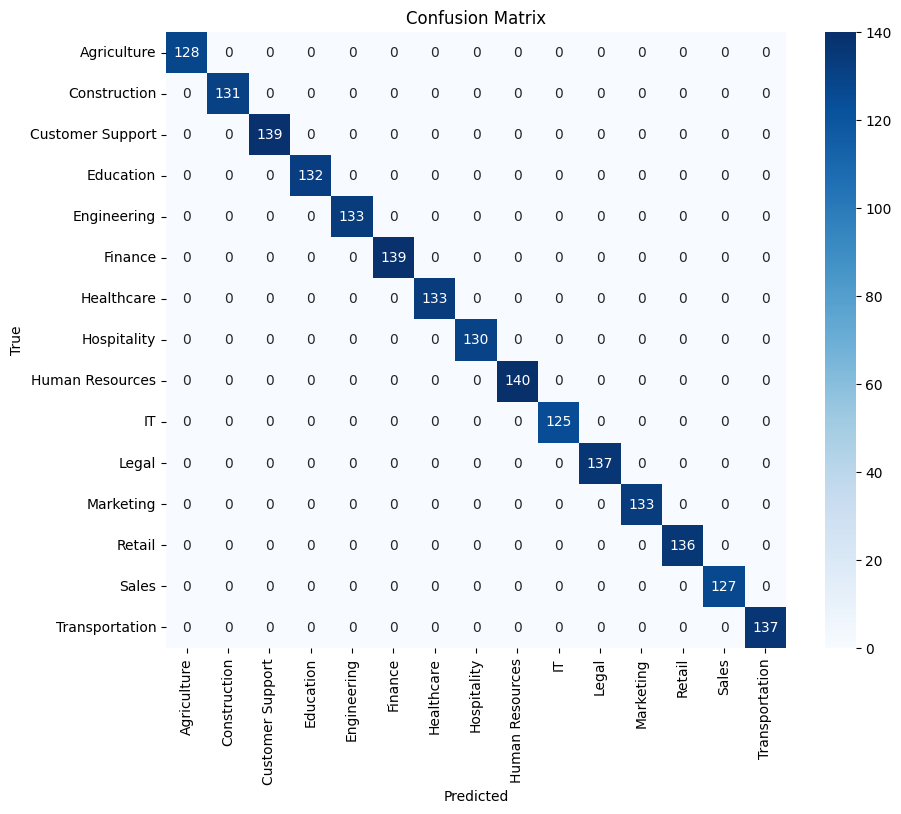 Confusion Matrix
Agriculture 128 0 0 0 0 0 0 0 0 0 0 0 0 0 0
Construction 0 131 0 0 0 0 0 0 0 0 0 0 0 0 0
Customer Support 0 0 139 0 0 0 0 0 0 0 0 0 0 0 0
Education 0 0 0 132 0 0 0 0 0 0 0 0 0 0 0
Engineering 0 0 0 0 133 0 0 0 0 0 0 0 0 0 0
Finance 0 0 0 0 0 139 0 0 0 0 0 0 0 0 0
Healthcare 0 0 0 0 0 0 133 0 0 0 0 0 0 0 0
Hospitality 0 0 0 0 0 0 0 130 0 0 0 0 0 0 0
Human Resources 0 0 0 0 0 0 0 0 140 0 0 0 0 0 0
IT 0 0 0 0 0 0 0 0 0 125 0 0 0 0 0
Legal 0 0 0 0 0 0 0 0 0 0 137 0 0 0 0
Marketing 0 0 0 0 0 0 0 0 0 0 0 133 0 0 0
Retail 0 0 0 0 0 0 0 0 0 0 0 0 136 0 0
Sales 0 0 0 0 0 0 0 0 0 0 0 0 0 127 0
Transportation 0 0 0 0 0 0 0 0 0 0 0 0 0 0 137
True
Agriculture
Construction
Customer Support
Education
Engineering
Finance
Healthcare
Hospitality
Human Resources
IT
Legal
Marketing
Retail
Sales
Transportation
Predicted
140
120
100
80
60
40
20
0